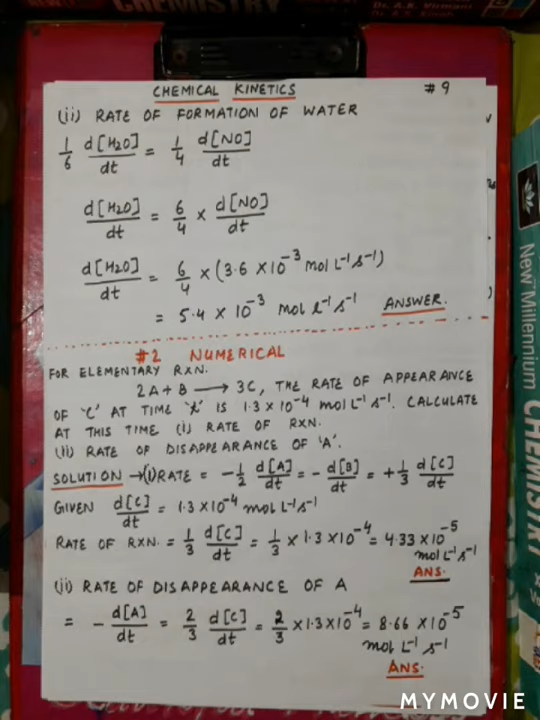 Dr. A.K. Virmani
CHEMICAL KINETICS #9
(ii) RATE OF FORMATION OF WATER
1/6 d[H2O]/dt = 1/4 d[NO]/dt
d[H2O]/dt = 6/4 × d[NO]/dt
d[H2O]/dt = 6/4 × (3.6 × 10⁻³ mol L⁻¹ s⁻¹)
= 5.4 × 10⁻³ mol l⁻¹ s⁻¹ ANSWER.
#2 NUMERICAL
FOR ELEMENTARY RXN.
2A + B ⟶ 3C, THE RATE OF APPEARANCE
OF 'C' AT TIME 't' IS 1.3 × 10⁻⁴ mol L⁻¹ s⁻¹. CALCULATE
AT THIS TIME (i) RATE OF RXN.
(ii) RATE OF DISAPPEARANCE OF 'A'.
SOLUTION → (i) RATE = -1/2 d[A]/dt = - d[B]/dt = +1/3 d[C]/dt
GIVEN d[C]/dt = 1.3 × 10⁻⁴ mol L⁻¹ s⁻¹
RATE OF RXN. = 1/3 d[C]/dt = 1/3 × 1.3 × 10⁻⁴ = 4.33 × 10⁻⁵
mol L⁻¹ s⁻¹
ANS.
(ii) RATE OF DISAPPEARANCE OF A
= - d[A]/dt = 2/3 d[C]/dt = 2/3 × 1.3 × 10⁻⁴ = 8.66 × 10⁻⁵
mol L⁻¹ s⁻¹
ANS.
New Millennium
MYMOVIE